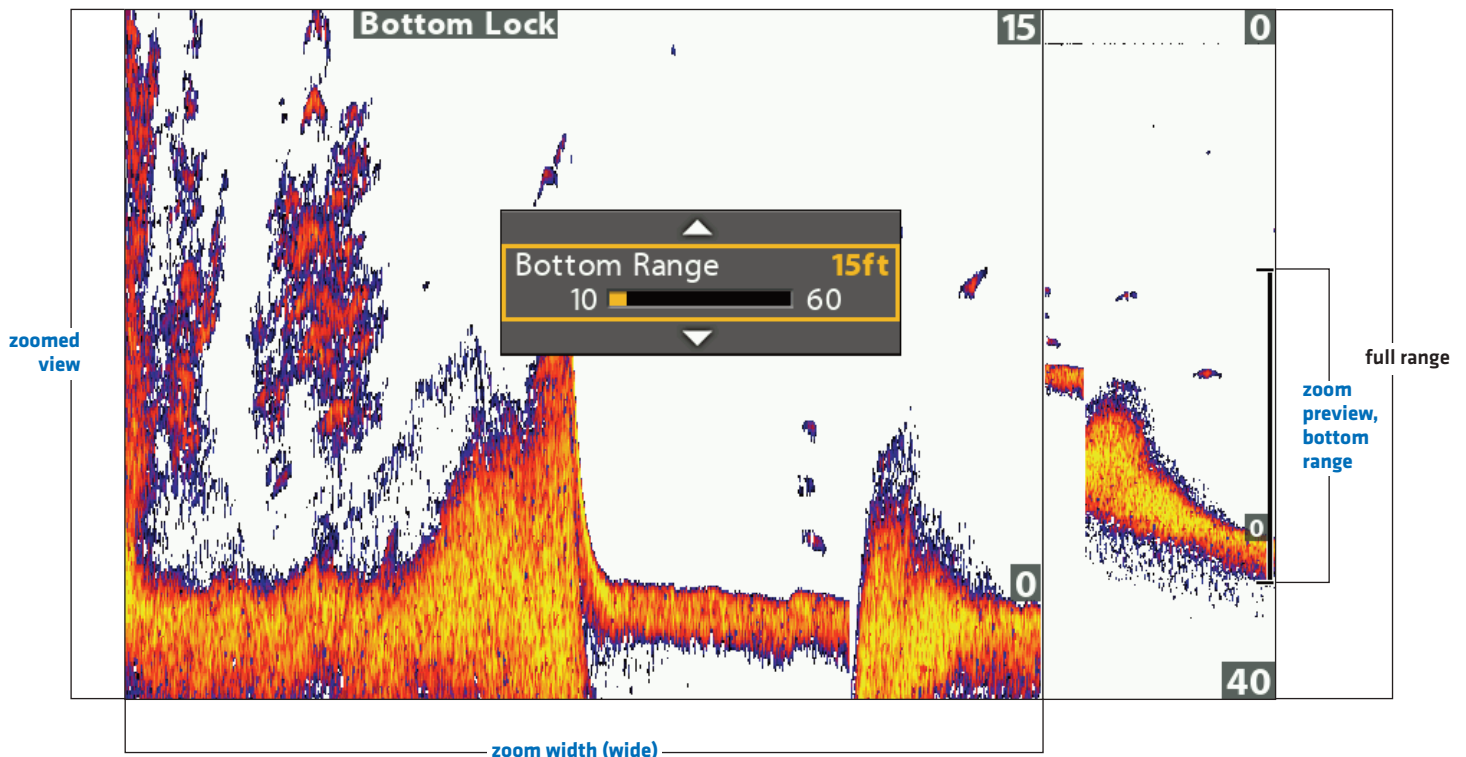 Bottom Lock
15
0
Bottom Range 15ft
10 60
zoomed
view
full range
zoom
preview,
bottom
range
0
0
40
zoom width (wide)